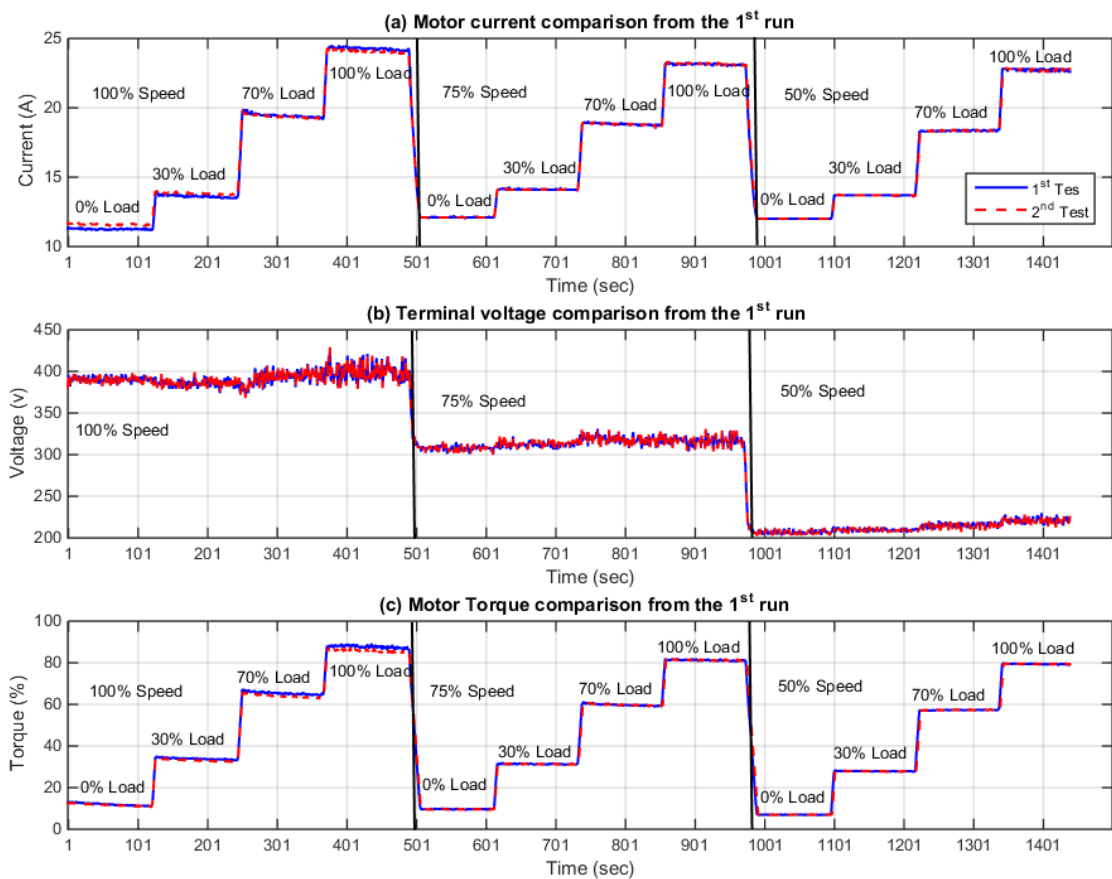 (a) Motor current comparison from the 1st run
Current (A)
25
20
15
10
100% Speed
0% Load
30% Load
70% Load
100% Load
75% Speed
0% Load
30% Load
70% Load
100% Load
50% Speed
0% Load
30% Load
70% Load
100% Load
1st Tes
2nd Test
1 101 201 301 401 501 601 701 801 901 1001 1101 1201 1301 1401
Time (sec)
(b) Terminal voltage comparison from the 1st run
Voltage (v)
450
400
350
300
250
200
100% Speed
75% Speed
50% Speed
1 101 201 301 401 501 601 701 801 901 1001 1101 1201 1301 1401
Time (sec)
(c) Motor Torque comparison from the 1st run
Torque (%)
100
80
60
40
20
0
100% Speed
0% Load
30% Load
70% Load
100% Load
75% Speed
0% Load
30% Load
70% Load
100% Load
50% Speed
0% Load
30% Load
70% Load
100% Load
1 101 201 301 401 501 601 701 801 901 1001 1101 1201 1301 1401
Time (sec)